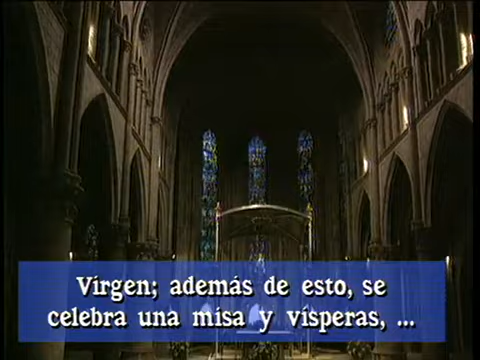 Virgen; además de esto, se
celebra una misa y vísperas, ...